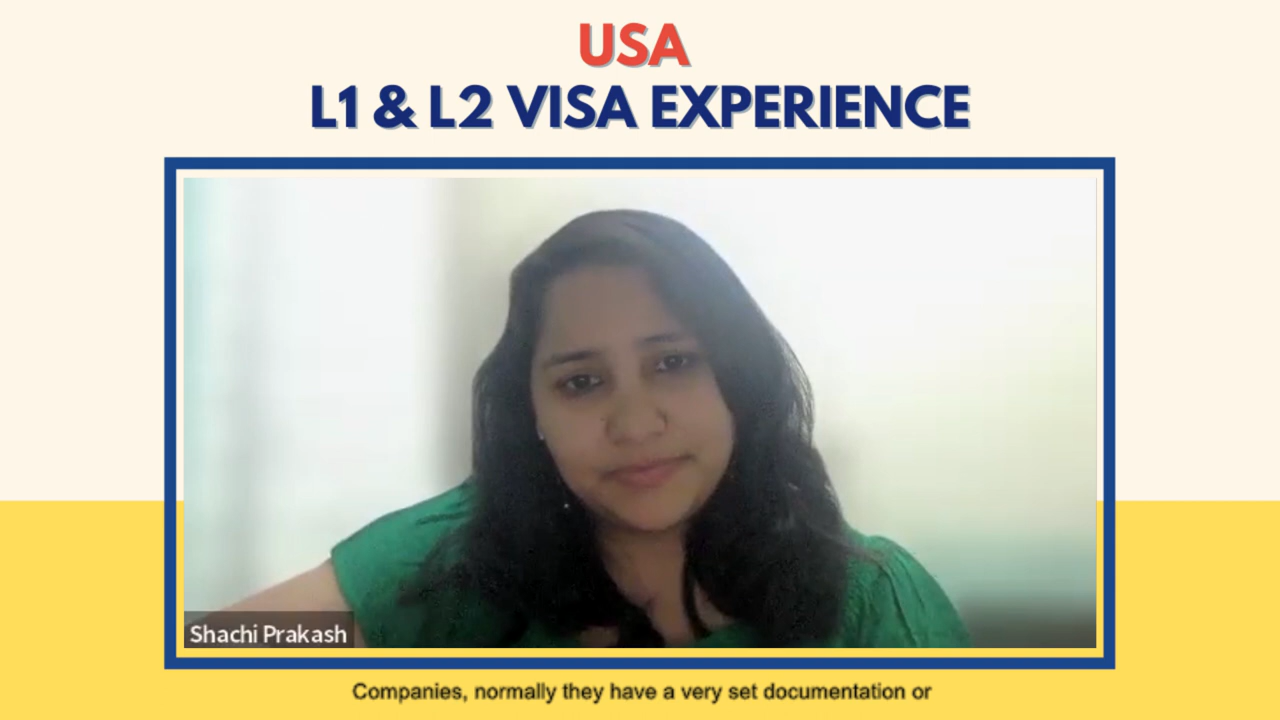 USA
L1 & L2 VISA EXPERIENCE
Shachi Prakash
Companies, normally they have a very set documentation or